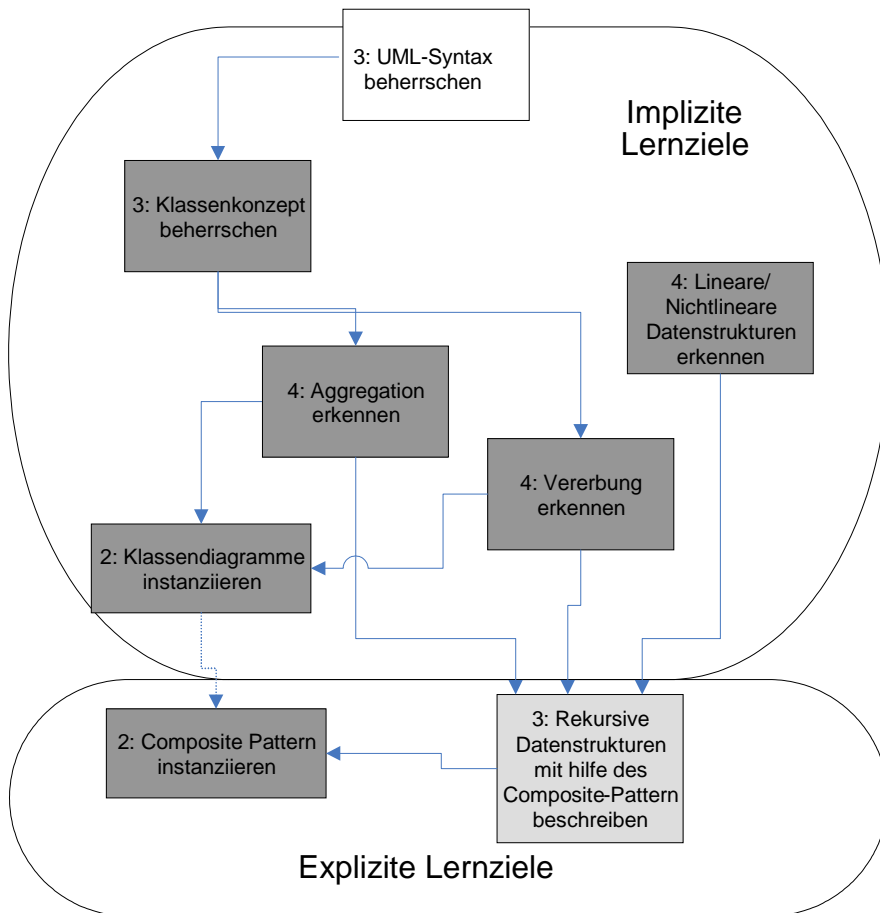 3: UML-Syntax
beherrschen
Implizite
Lernziele
3: Klassenkonzept
beherrschen
4: Lineare/
Nichtlineare
Datenstrukturen
erkennen
4: Aggregation
erkennen
4: Vererbung
erkennen
2: Klassendiagramme
instanziieren
2: Composite Pattern
instanziieren
3: Rekursive
Datenstrukturen
mit hilfe des
Composite-Pattern
beschreiben
Explizite Lernziele